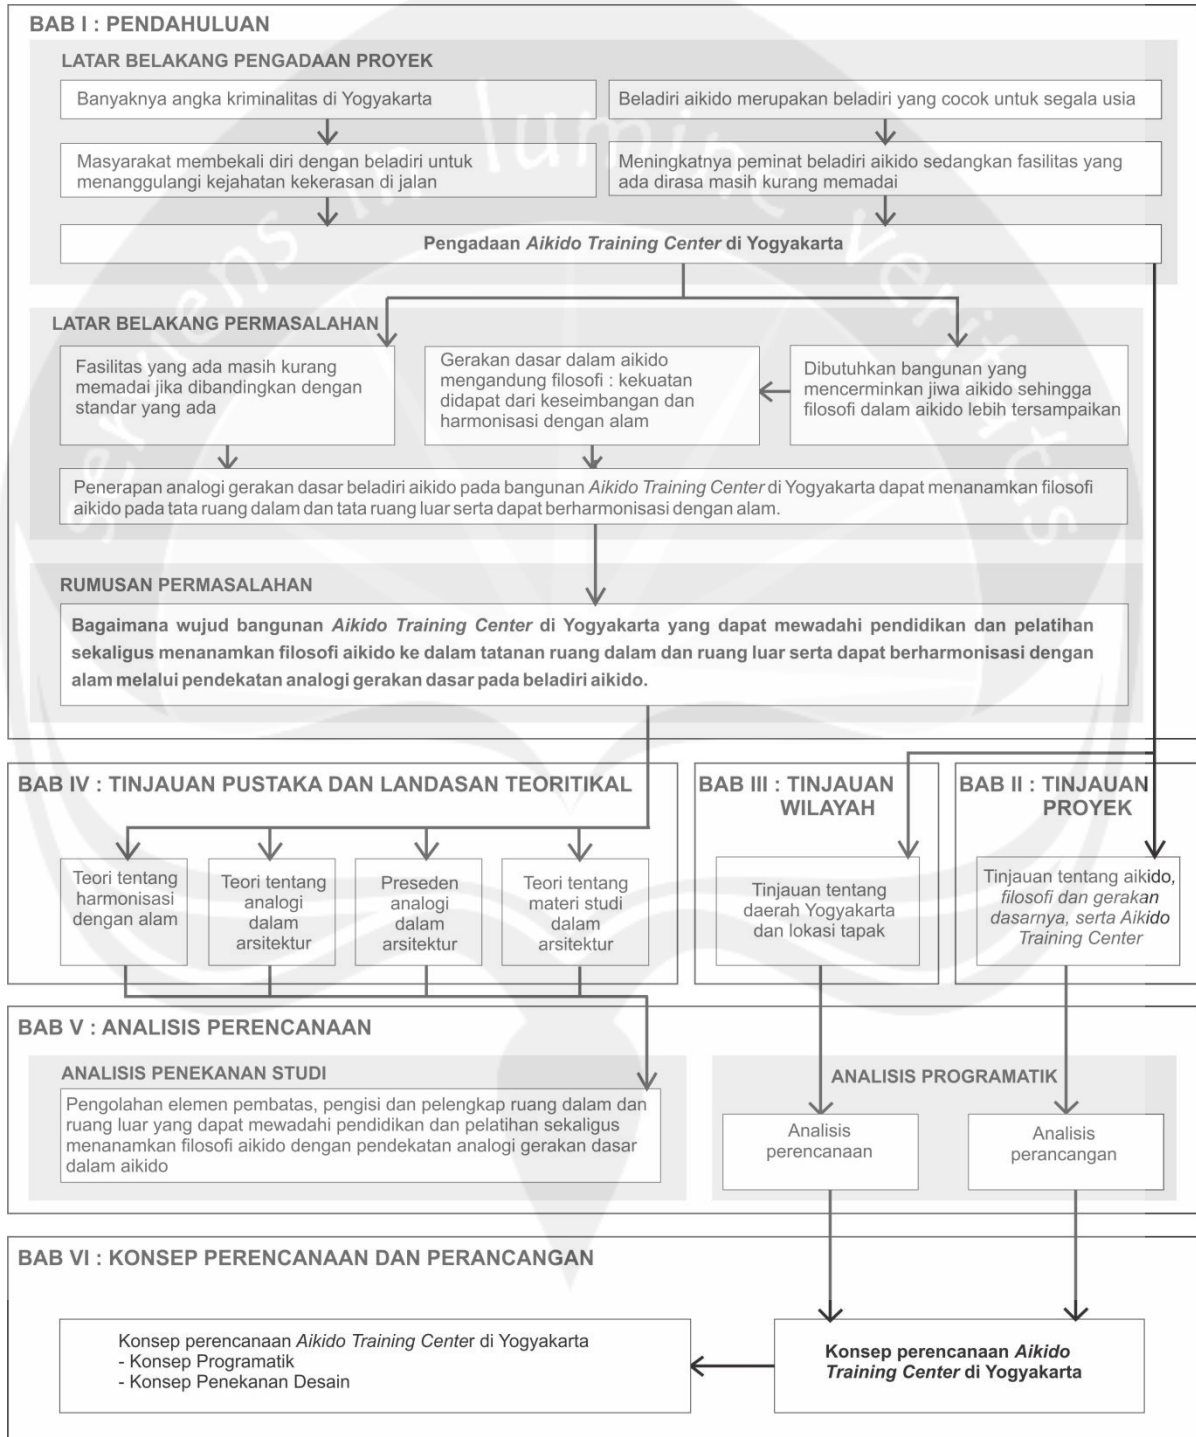 BAB I : PENDAHULUAN
LATAR BELAKANG PENGADAAN PROYEK
Banyaknya angka kriminalitas di Yogyakarta
Beladiri aikido merupakan beladiri yang cocok untuk segala usia
Masyarakat membekali diri dengan beladiri untuk
menanggulangi kejahatan kekerasan di jalan
Meningkatnya peminat beladiri aikido sedangkan fasilitas yang
ada dirasa masih kurang memadai
Pengadaan Aikido Training Center di Yogyakarta
LATAR BELAKANG PERMASALAHAN
Fasilitas yang ada masih kurang
memadai jika dibandingkan dengan
standar yang ada
Gerakan dasar dalam aikido
mengandung filosofi : kekuatan
didapat dari keseimbangan dan
harmonisasi dengan alam
Dibutuhkan bangunan yang
mencerminkan jiwa aikido sehingga
filosofi dalam aikido lebih tersampaikan
Penerapan analogi gerakan dasar beladiri aikido pada bangunan Aikido Training Center di Yogyakarta dapat menanamkan filosofi
aikido pada tata ruang dalam dan tata ruang luar serta dapat berharmonisasi dengan alam.
RUMUSAN PERMASALAHAN
Bagaimana wujud bangunan Aikido Training Center di Yogyakarta yang dapat mewadahi pendidikan dan pelatihan
sekaligus menanamkan filosofi aikido ke dalam tatanan ruang dalam dan ruang luar serta dapat berharmonisasi dengan
alam melalui pendekatan analogi gerakan dasar pada beladiri aikido.
BAB IV : TINJAUAN PUSTAKA DAN LANDASAN TEORITIKAL
Teori tentang
harmonisasi
dengan alam
Teori tentang
analogi
dalam
arsitektur
Preseden
analogi
dalam
arsitektur
Teori tentang
materi studi
dalam
arsitektur
BAB III : TINJAUAN
WILAYAH
Tinjauan tentang
daerah Yogyakarta
dan lokasi tapak
BAB II : TINJAUAN
PROYEK
Tinjauan tentang aikido,
filosofi dan gerakan
dasarnya, serta Aikido
Training Center
BAB V : ANALISIS PERENCANAAN
ANALISIS PENEKANAN STUDI
Pengolahan elemen pembatas, pengisi dan pelengkap ruang dalam dan
ruang luar yang dapat mewadahi pendidikan dan pelatihan sekaligus
menanamkan filosofi aikido dengan pendekatan analogi gerakan dasar
dalam aikido
ANALISIS PROGRAMATIK
Analisis
perencanaan
Analisis
perancangan
BAB VI : KONSEP PERENCANAAN DAN PERANCANGAN
Konsep perencanaan Aikido Training Center di Yogyakarta
- Konsep Programatik
- Konsep Penekanan Desain
Konsep perencanaan Aikido
Training Center di Yogyakarta
serviens in lumine veritatis